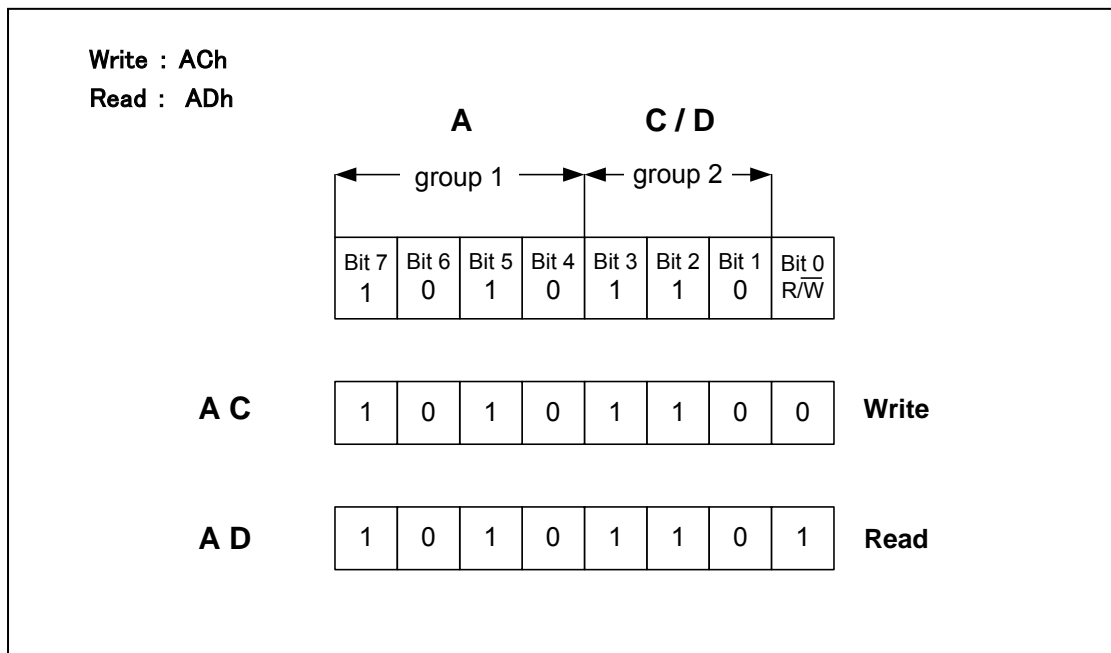 Write : ACh
Read : ADh
A C / D
group 1 group 2
Bit 7 Bit 6 Bit 5 Bit 4 Bit 3 Bit 2 Bit 1 Bit 0
1 0 1 0 1 1 0 R/W̅
A C 1 0 1 0 1 1 0 0 Write
A D 1 0 1 0 1 1 0 1 Read